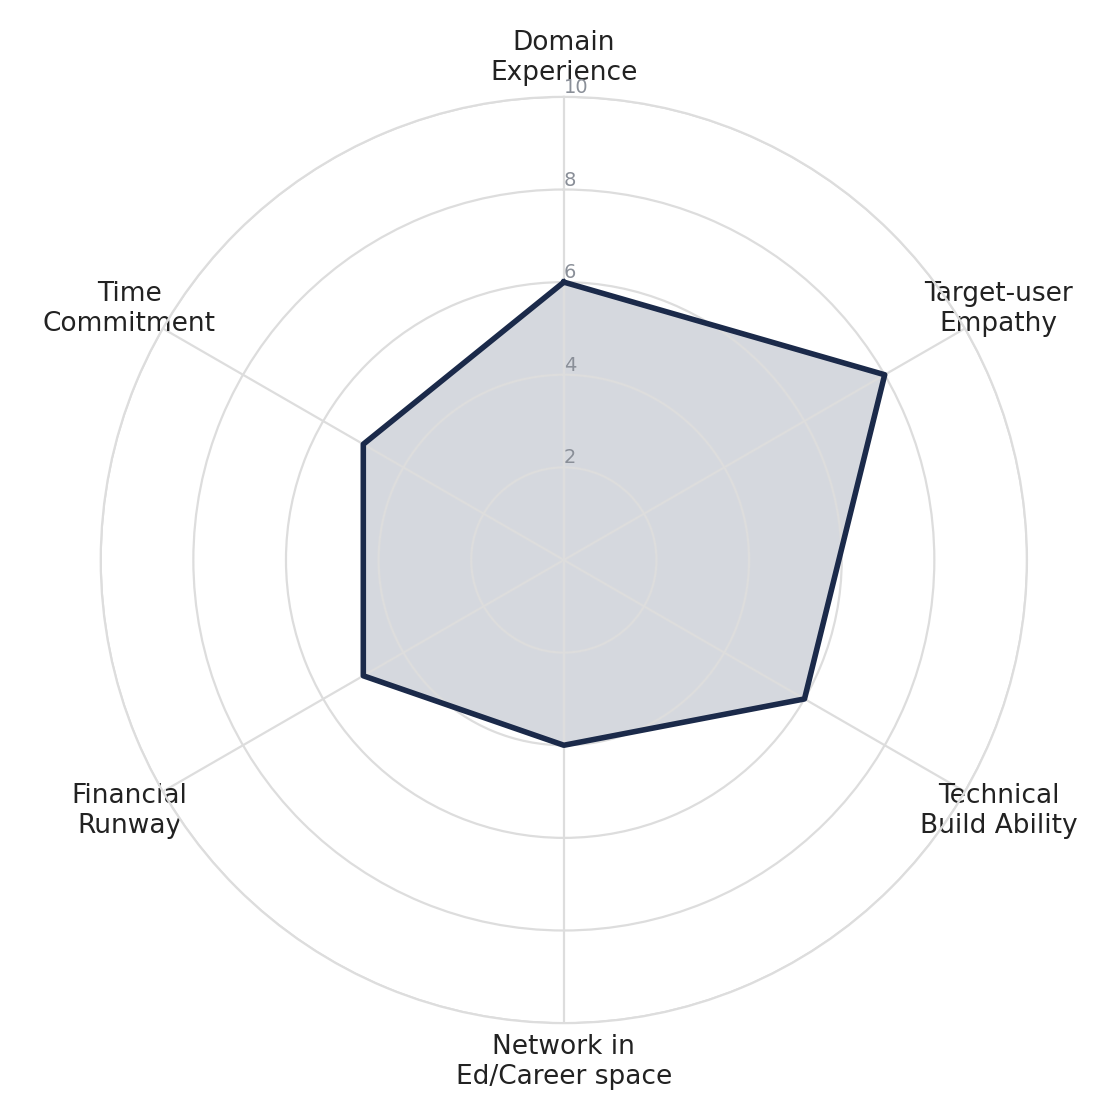 Domain
Experience
10
8
Time
Commitment
6
Target-user
Empathy
4
2
Financial
Runway
Technical
Build Ability
Network in
Ed/Career space